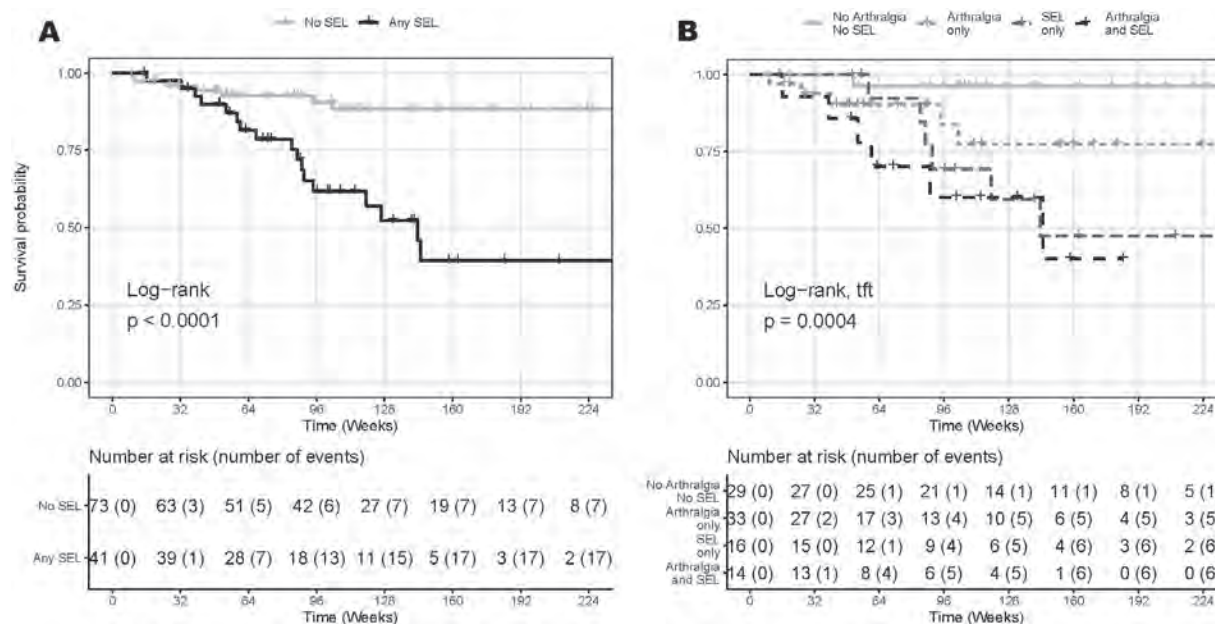 A
No SEL Any SEL
Survival probability
1.00
0.75
0.50
0.25
0.00
Log-rank
p < 0.0001
0 32 64 96 128 160 192 224
Time (Weeks)
Number at risk (number of events)
No SEL 73 (0) 63 (3) 51 (5) 42 (6) 27 (7) 19 (7) 13 (7) 8 (7)
Any SEL 41 (0) 39 (1) 28 (7) 18 (13) 11 (15) 5 (17) 3 (17) 2 (17)
0 32 64 96 128 160 192 224
Time (Weeks)
B
No Arthralgia Arthralgia SEL Arthralgia
No SEL only only and SEL
1.00
0.75
0.50
0.25
0.00
Log-rank, tft
p = 0.0004
0 32 64 96 128 160 192 224
Time (Weeks)
Number at risk (number of events)
No Arthralgia
No SEL 29 (0) 27 (0) 25 (1) 21 (1) 14 (1) 11 (1) 8 (1) 5 (1
Arthralgia
only 33 (0) 27 (2) 17 (3) 13 (4) 10 (5) 6 (5) 4 (5) 3 (5
SEL
only 16 (0) 15 (0) 12 (1) 9 (4) 6 (5) 4 (6) 3 (6) 2 (6
Arthralgia
and SEL 14 (0) 13 (1) 8 (4) 6 (5) 4 (5) 1 (6) 0 (6) 0 (6
0 32 64 96 128 160 192 224
Time (Weeks)